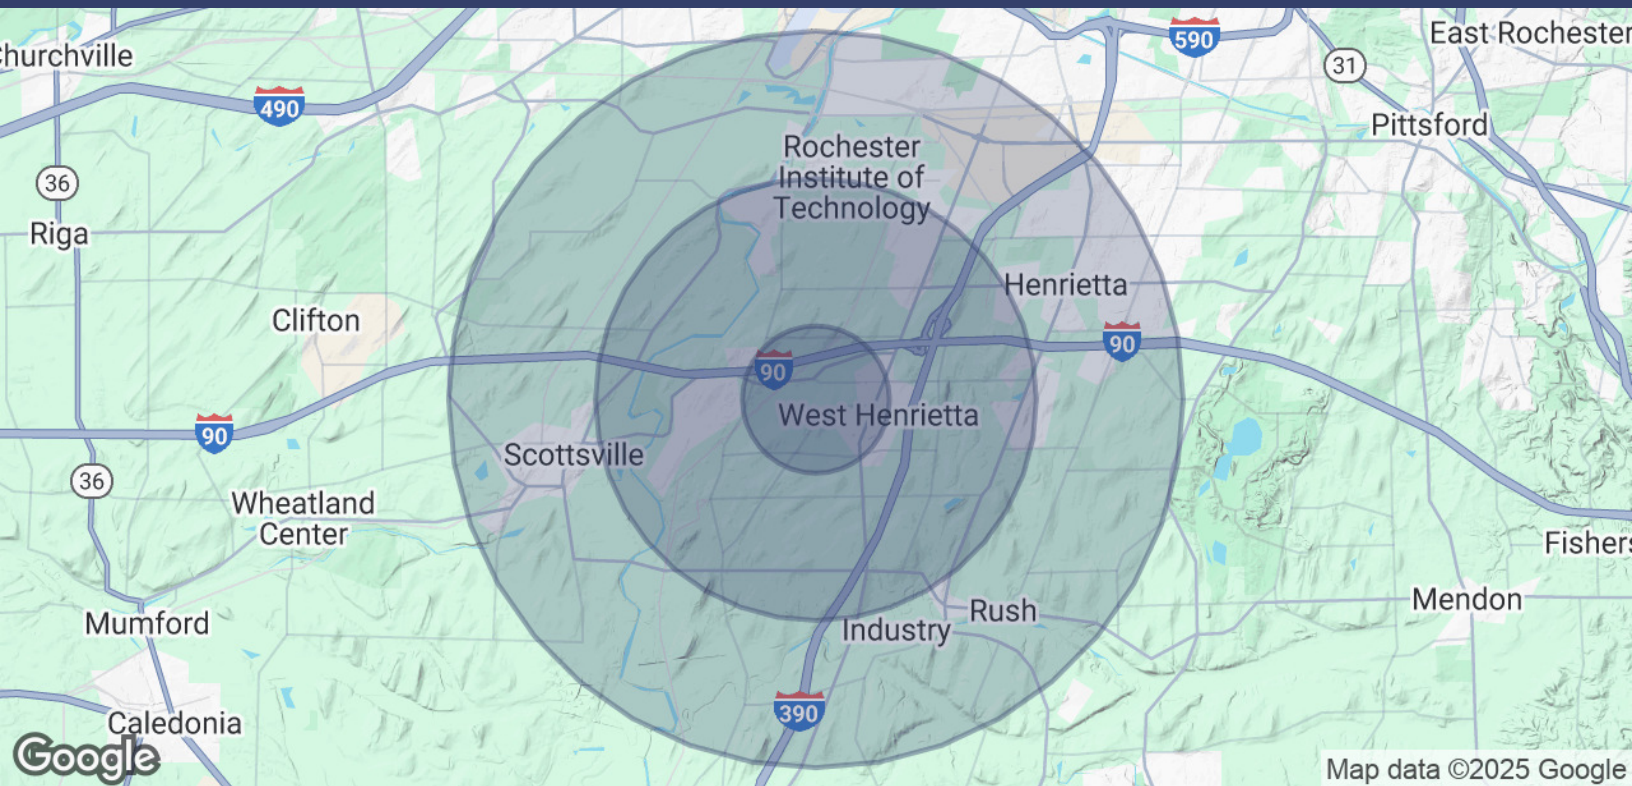 590
East Rochester
Churchville
31
490
Pittsford
Rochester
Institute of
Technology
36
Riga
Henrietta
Clifton
90
90
West Henrietta
90
Scottsville
36
Wheatland
Center
Fishers
Mendon
Rush
Mumford
Industry
390
Caledonia
Google
Map data ©2025 Google